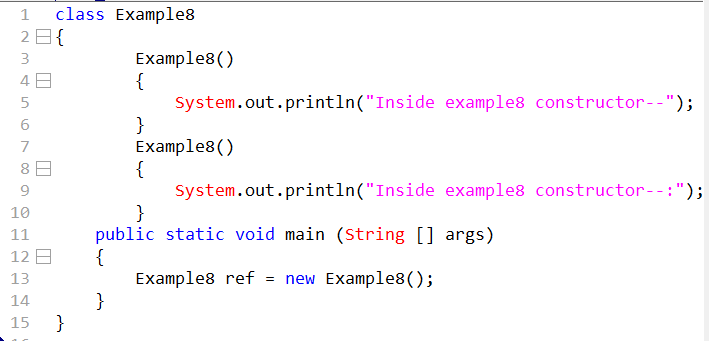 1 class Example8
2 {
3 Example8()
4 {
5 System.out.println("Inside example8 constructor--");
6 }
7 Example8()
8 {
9 System.out.println("Inside example8 constructor--:");
10 }
11 public static void main (String [] args)
12 {
13 Example8 ref = new Example8();
14 }
15 }